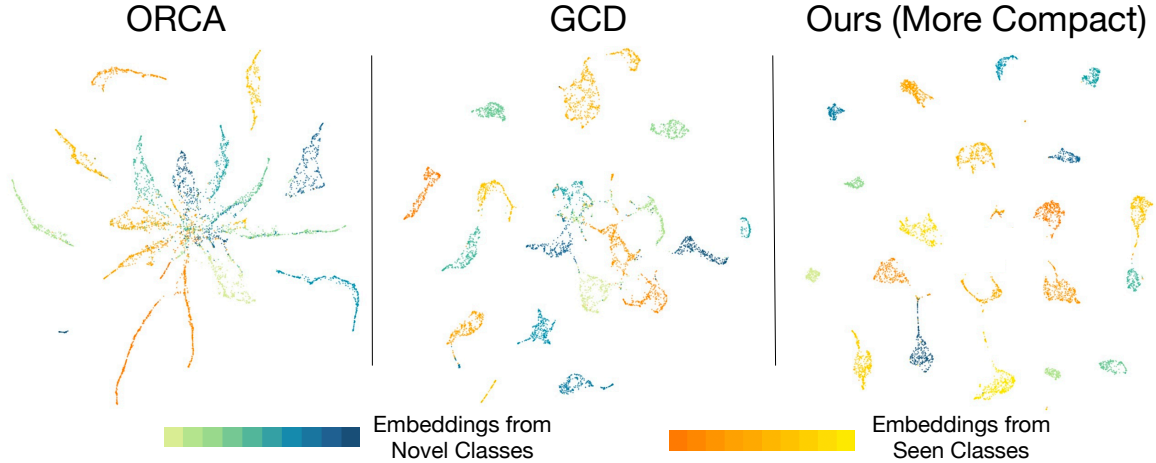 ORCA
GCD
Ours (More Compact)
Embeddings from
Novel Classes
Embeddings from
Seen Classes